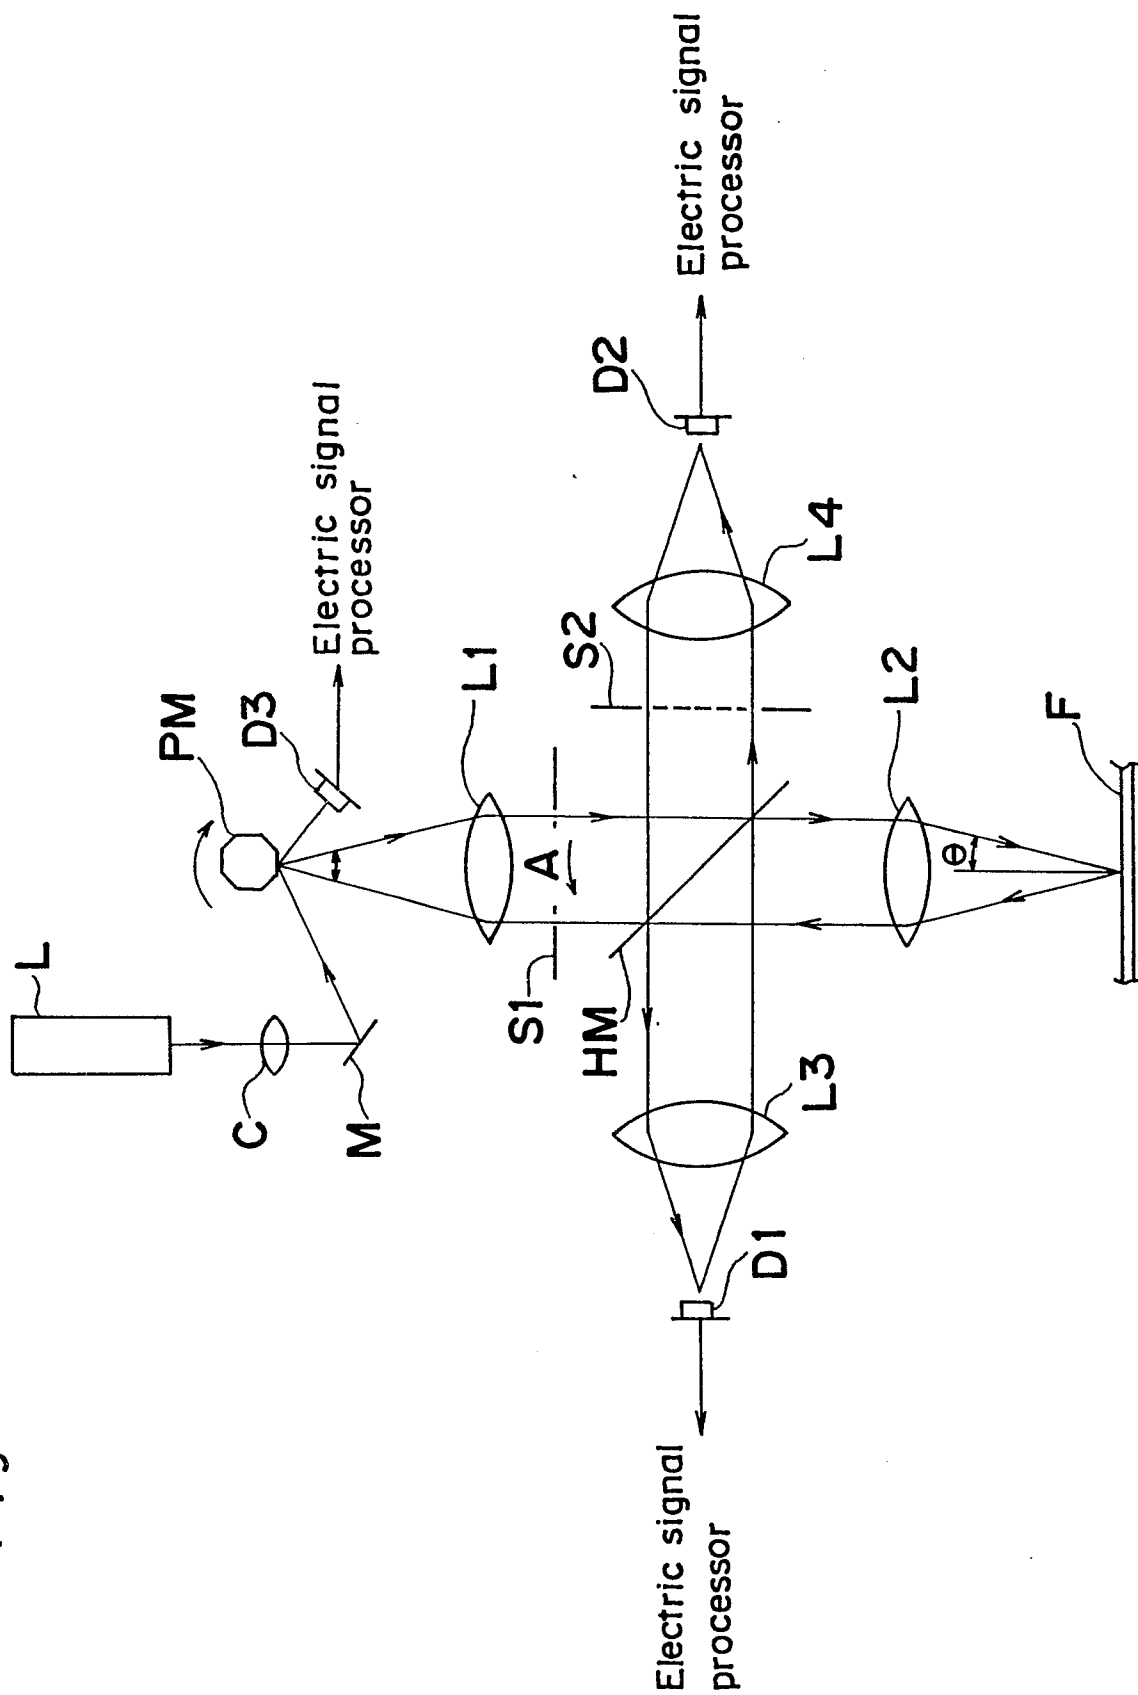 L
C
M
PM
D3
Electric signal
processor
L1
S1
A
HM
S2
L2
θ
F
L3
D1
Electric signal
processor
L4
D2
Electric signal
processor